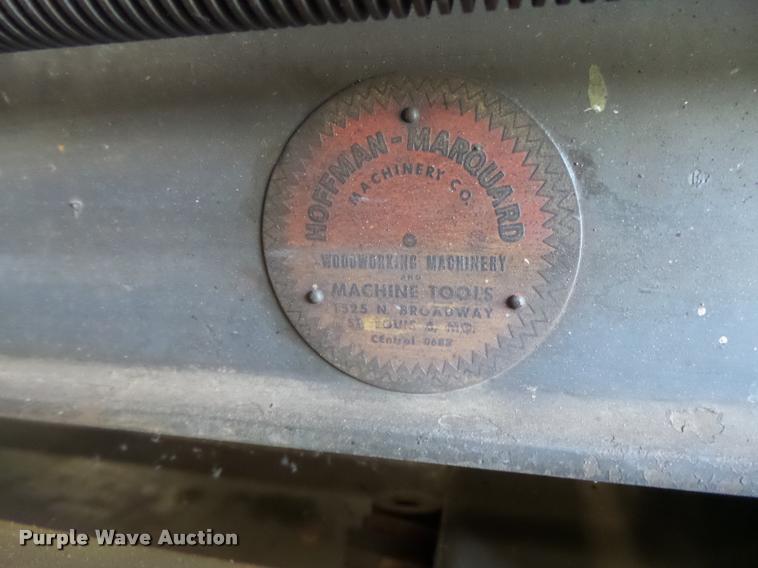 HOFFMAN-MARQUARD
MACHINERY CO.
WOODWORKING MACHINERY
AND
MACHINE TOOLS
1525 N. BROADWAY
ST. LOUIS 6, MO.
CEntral
Purple Wave Auction